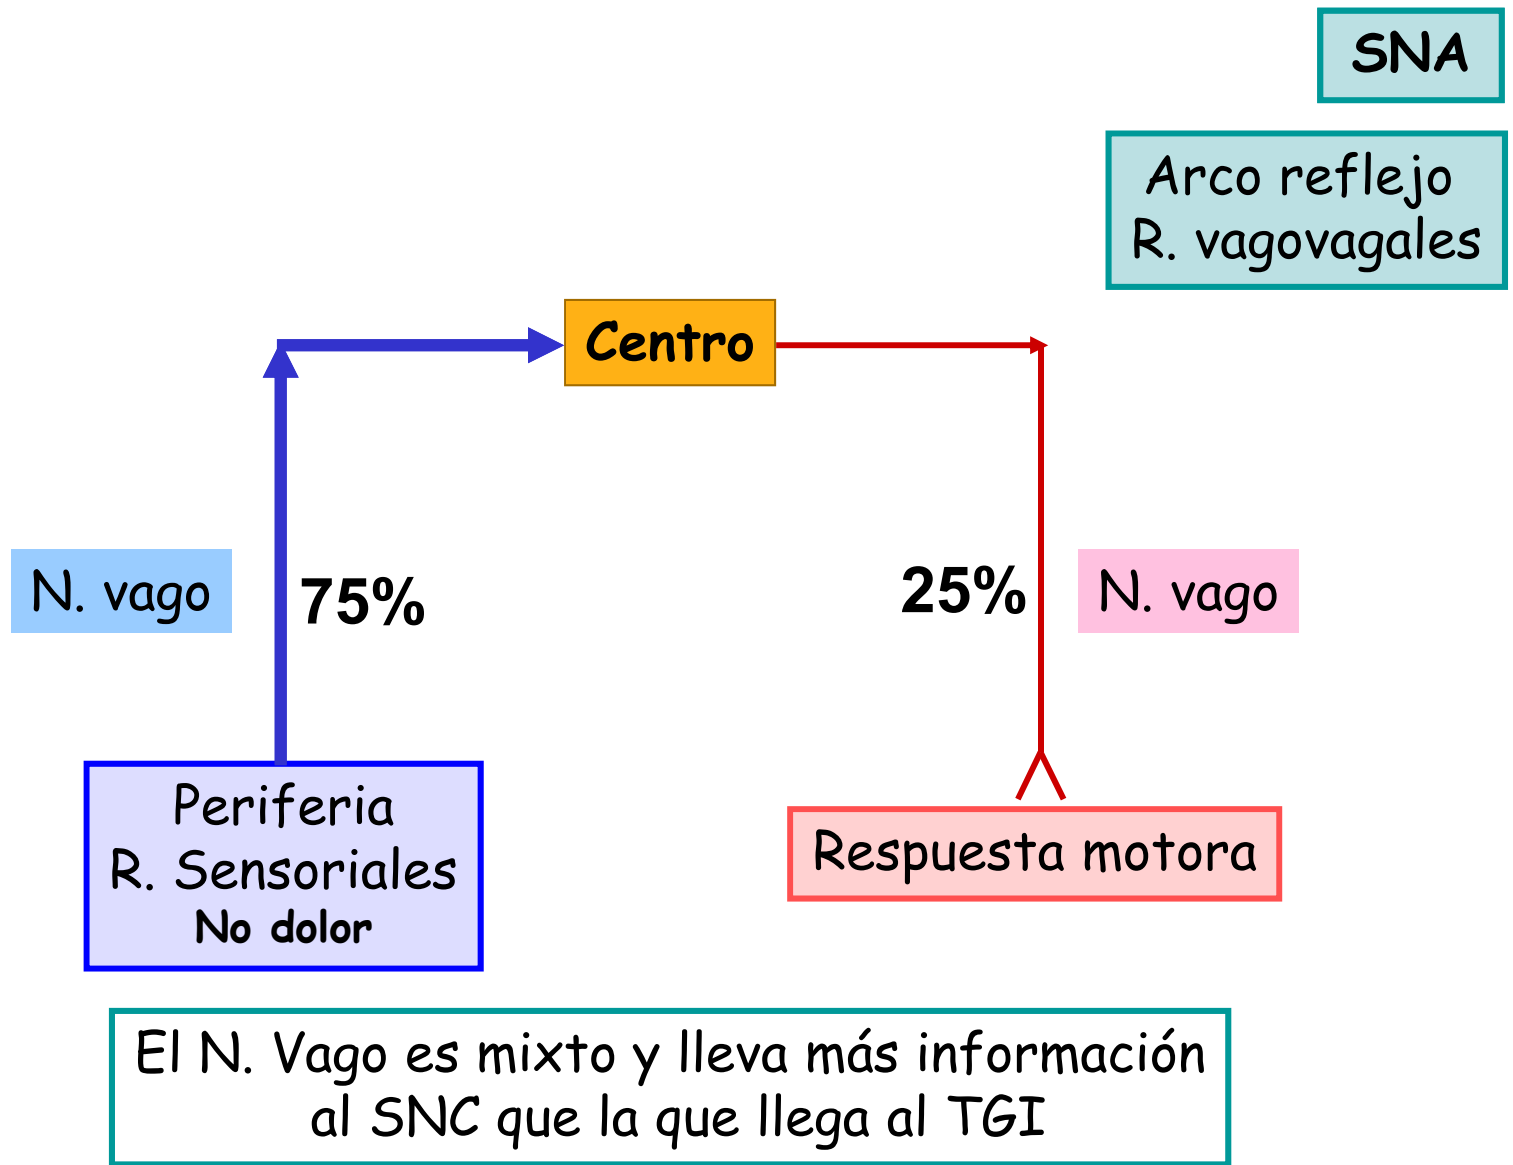 SNA
Arco reflejo
R. vagovagales
Centro
N. vago
75%
25%
N. vago
Periferia
R. Sensoriales
No dolor
Respuesta motora
El N. Vago es mixto y lleva más información
al SNC que la que llega al TGI